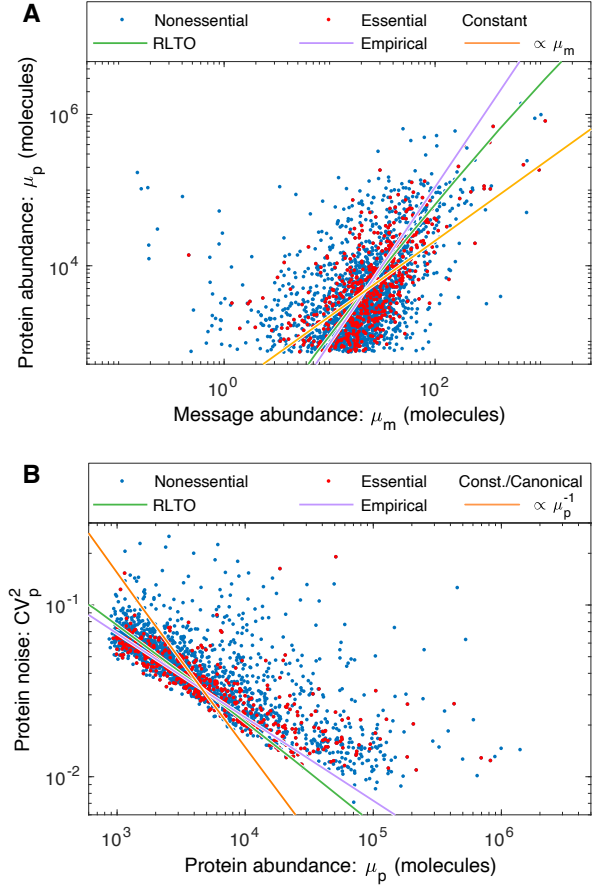 A
Nonessential Essential Constant
RLTO Empirical ∝ μm
Protein abundance: μp (molecules)
10^6
10^4
10^0 10^2
Message abundance: μm (molecules)
B
Nonessential Essential Const./Canonical
RLTO Empirical ∝ μp^-1
Protein noise: CVp^2
10^-1
10^-2
10^3 10^4 10^5 10^6
Protein abundance: μp (molecules)